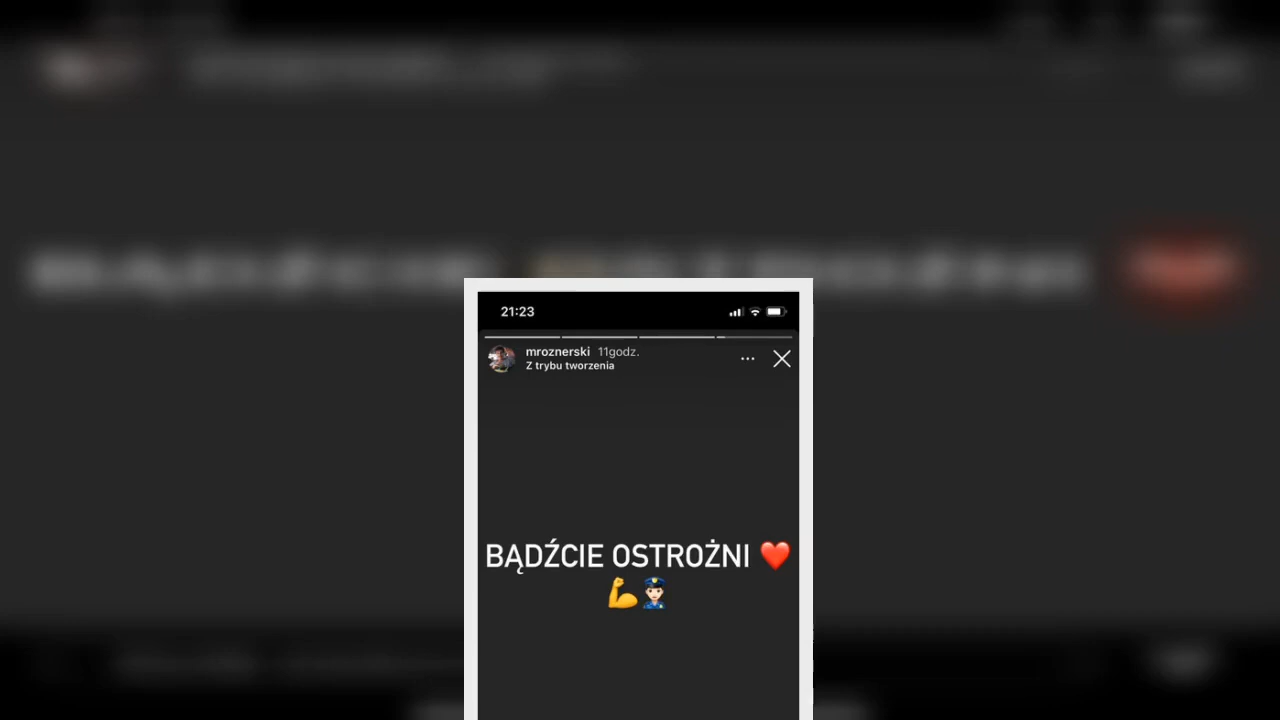 21:23
mroznerski 11godz.
Z trybu tworzenia
BĄDŹCIE OSTROŻNI ❤️
💪👮🏻